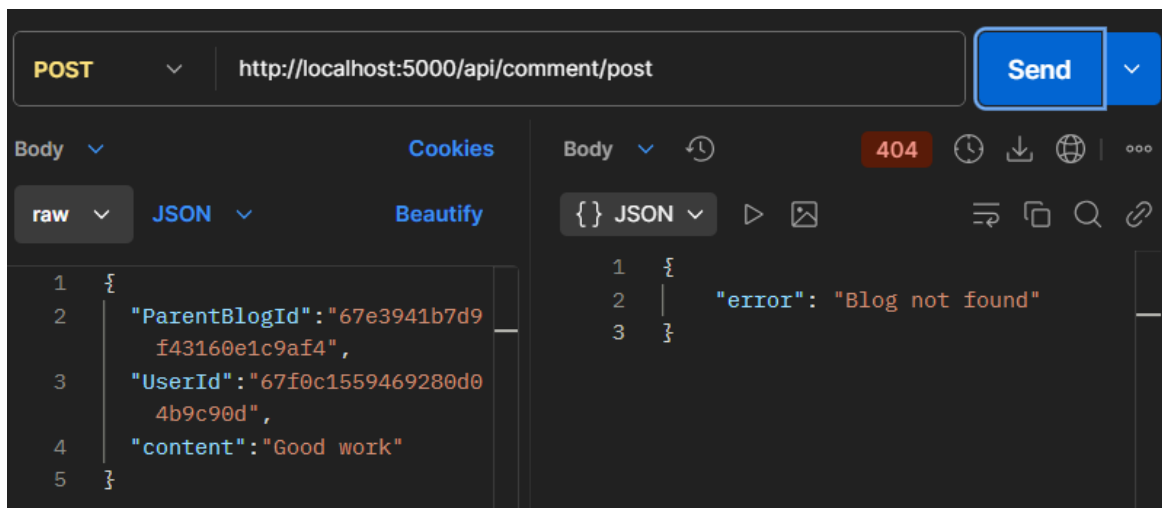 POST http://localhost:5000/api/comment/post Send
Body Cookies Body 404
raw JSON Beautify {} JSON
1 {
2 "ParentBlogId":"67e3941b7d9
f43160e1c9af4",
3 "UserId":"67f0c1559469280d0
4b9c90d",
4 "content":"Good work"
5 }
1 {
2 "error": "Blog not found"
3 }